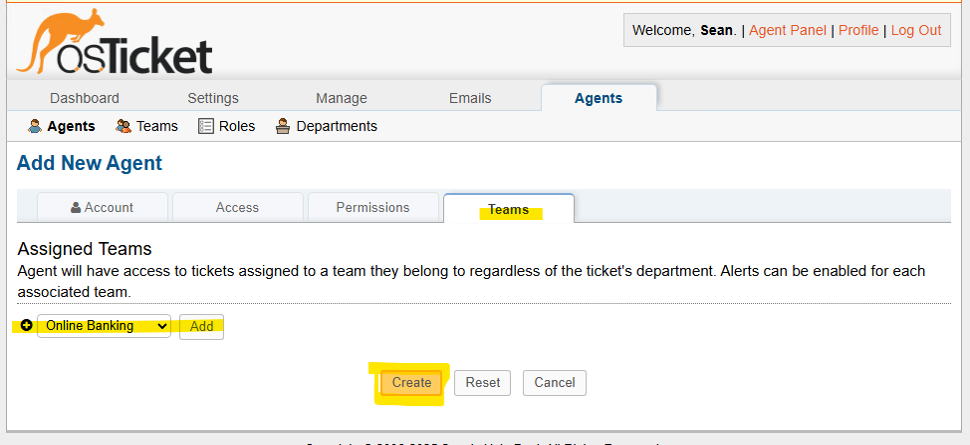 osTicket
Welcome, Sean. | Agent Panel | Profile | Log Out
Dashboard Settings Manage Emails Agents
Agents Teams Roles Departments
Add New Agent
Account Access Permissions Teams
Assigned Teams
Agent will have access to tickets assigned to a team they belong to regardless of the ticket's department. Alerts can be enabled for each
associated team.
Online Banking Add
Create Reset Cancel